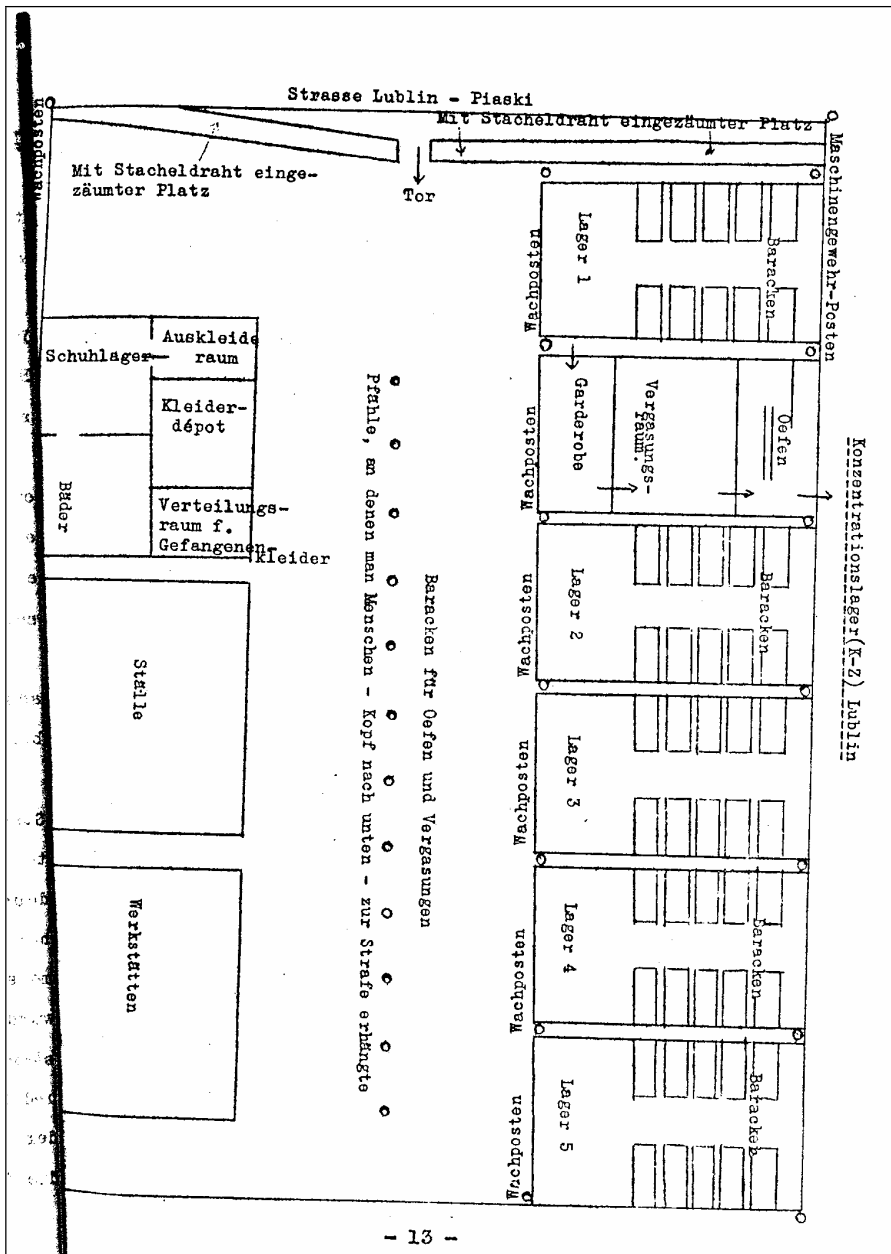 Strasse Lublin - Piaski
Mit Stacheldraht eingezäumter Platz
Wachposten
Mit Stacheldraht einge-
zäumter Platz
Tor
Maschinengewehr-Posten
Konzentrationslager(K-Z) Lublin
Wachposten
Lager 1
Baracken
Wachposten
Garderobe
Vergasungs-
raum.
Oefen
Wachposten
Lager 2
Baracken
Wachposten
Lager 3
Wachposten
Lager 4
Baracken
Wachposten
Lager 5
Baracken
Schuhlager
Auskleide
raum
Kleider-
dépot
Bäder
Verteilungs-
raum f.
Gefangenen-
kleider
Ställe
Werkstätten
Baracken für Oefen und Vergasungen
Pfähle, an denen man Menschen - Kopf nach unten - zur Strafe erhängte
- 13 -